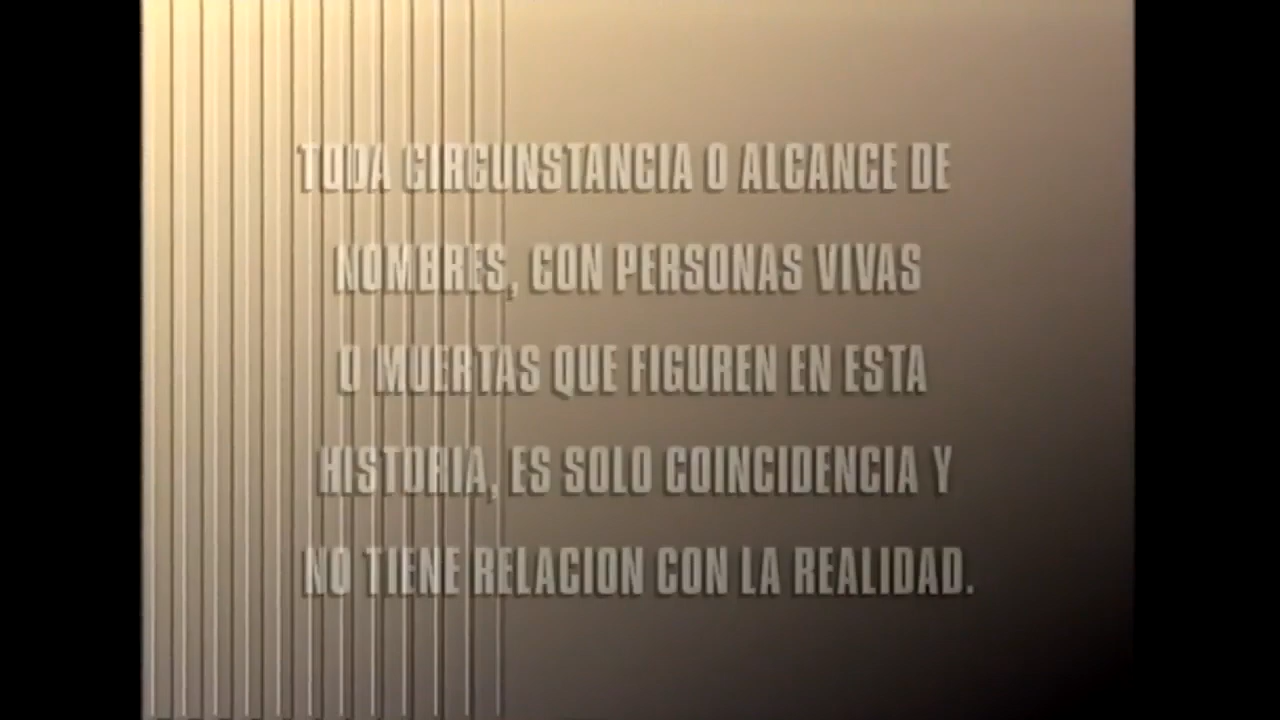 TODA CIRCUNSTANCIA O ALCANCE DE
NOMBRES, CON PERSONAS VIVAS
O MUERTAS QUE FIGUREN EN ESTA
HISTORIA, ES SOLO COINCIDENCIA Y
NO TIENE RELACION CON LA REALIDAD.